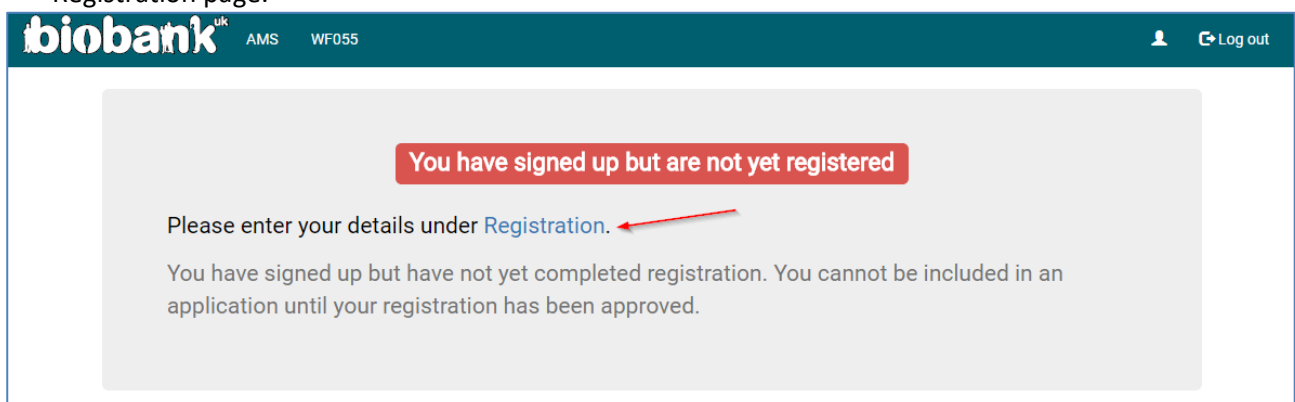 Registration page.
biobank uk AMS WF055 Log out
You have signed up but are not yet registered
Please enter your details under Registration.
You have signed up but have not yet completed registration. You cannot be included in an
application until your registration has been approved.